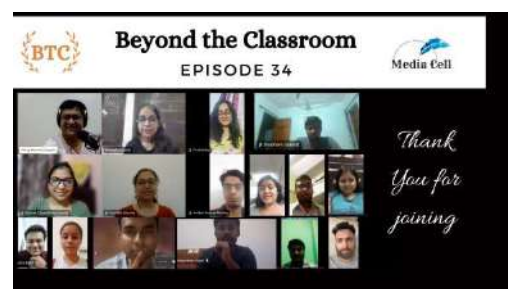 BTC
Beyond the Classroom
EPISODE 34
Media Cell
Thank
You for
joining